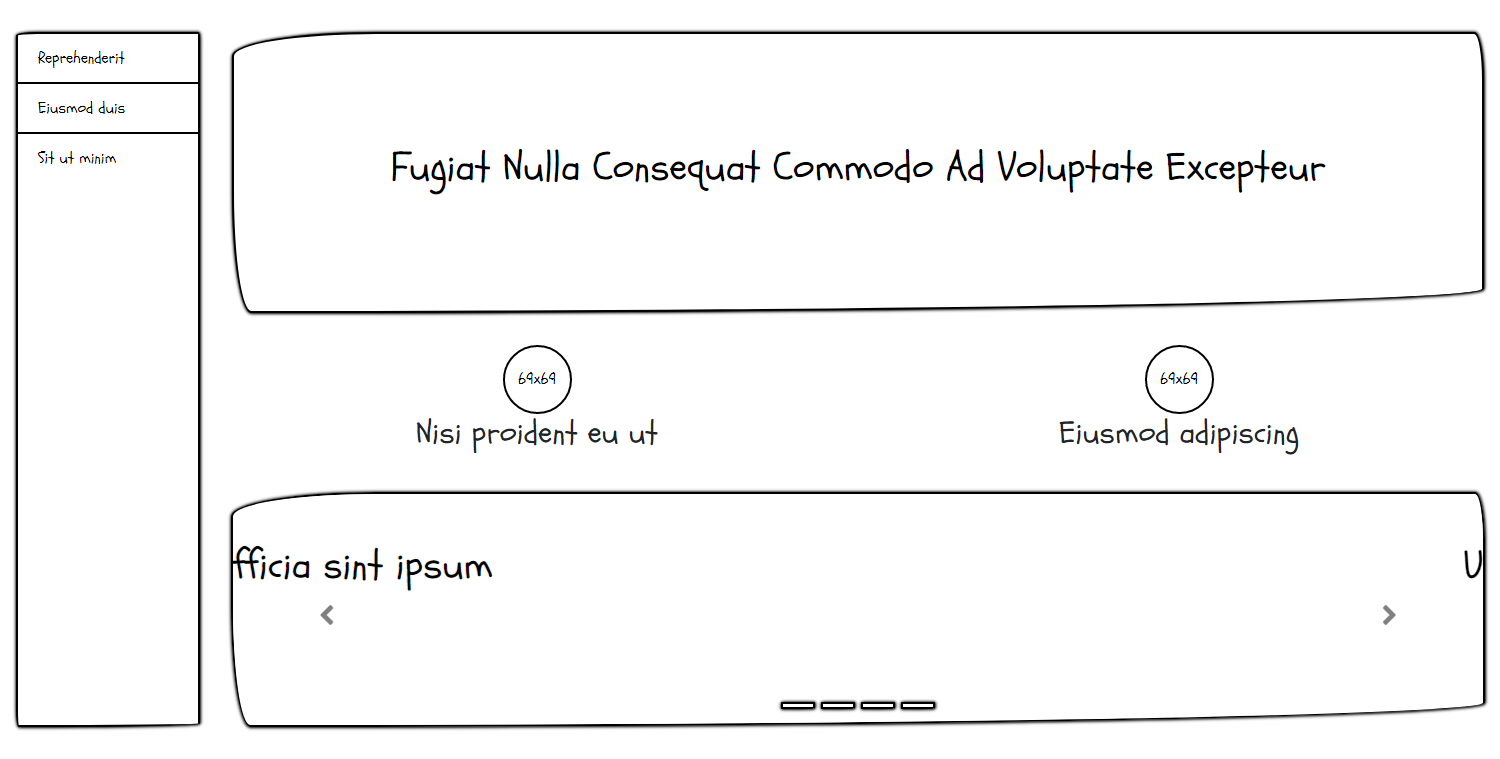 Reprehenderit
Eiusmod duis
Sit ut minim
Fugiat Nulla Consequat Commodo Ad Voluptate Excepteur
69x69
Nisi proident eu ut
69x69
Eiusmod adipiscing
fficia sint ipsum
U